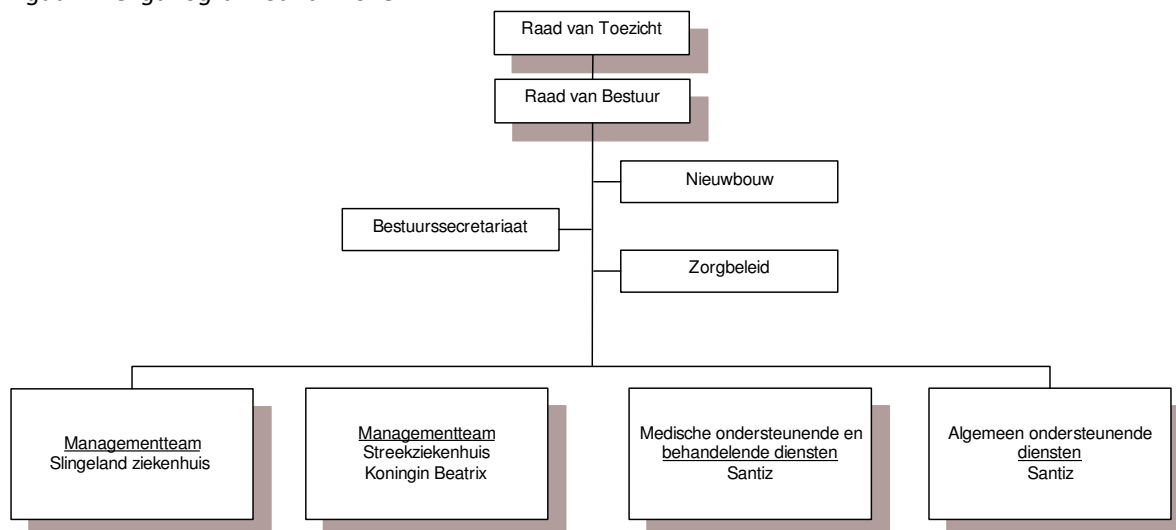 Raad van Toezicht
Raad van Bestuur
Nieuwbouw
Bestuurssecretariaat
Zorgbeleid
Managementteam
Slingeland ziekenhuis
Managementteam
Streekziekenhuis
Koningin Beatrix
Medische ondersteunende en
behandelende diensten
Santiz
Algemeen ondersteunende
diensten
Santiz